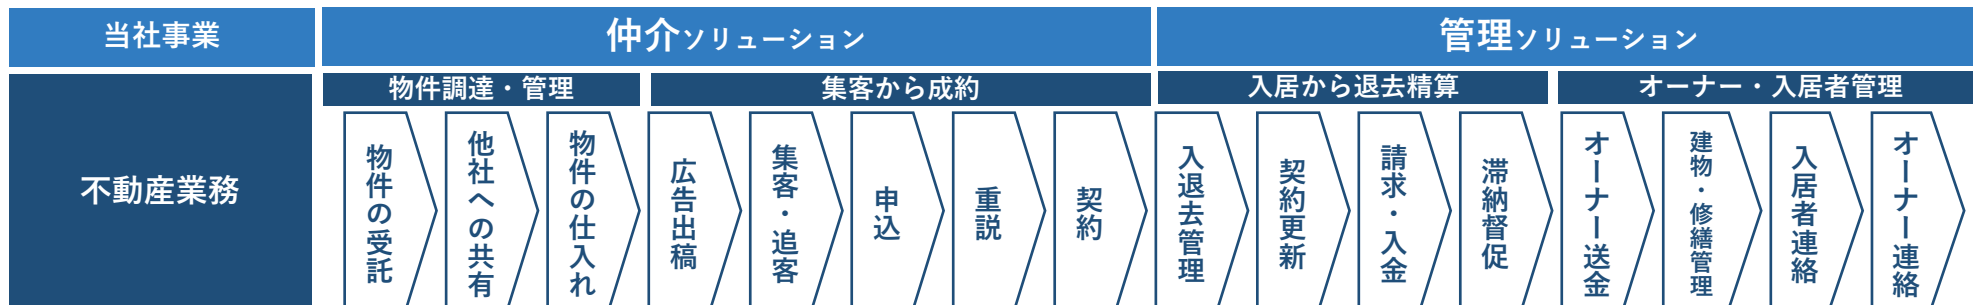 当社事業
仲介ソリューション
管理ソリューション
物件調達・管理
集客から成約
入居から退去精算
オーナー・入居者管理
不動産業務
物件の受託
他社への共有
物件の仕入れ
広告出稿
集客・追客
申込
重説
契約
入退去管理
契約更新
請求・入金
滞納督促
オーナー送金
建物・修繕管理
入居者連絡
オーナー連絡